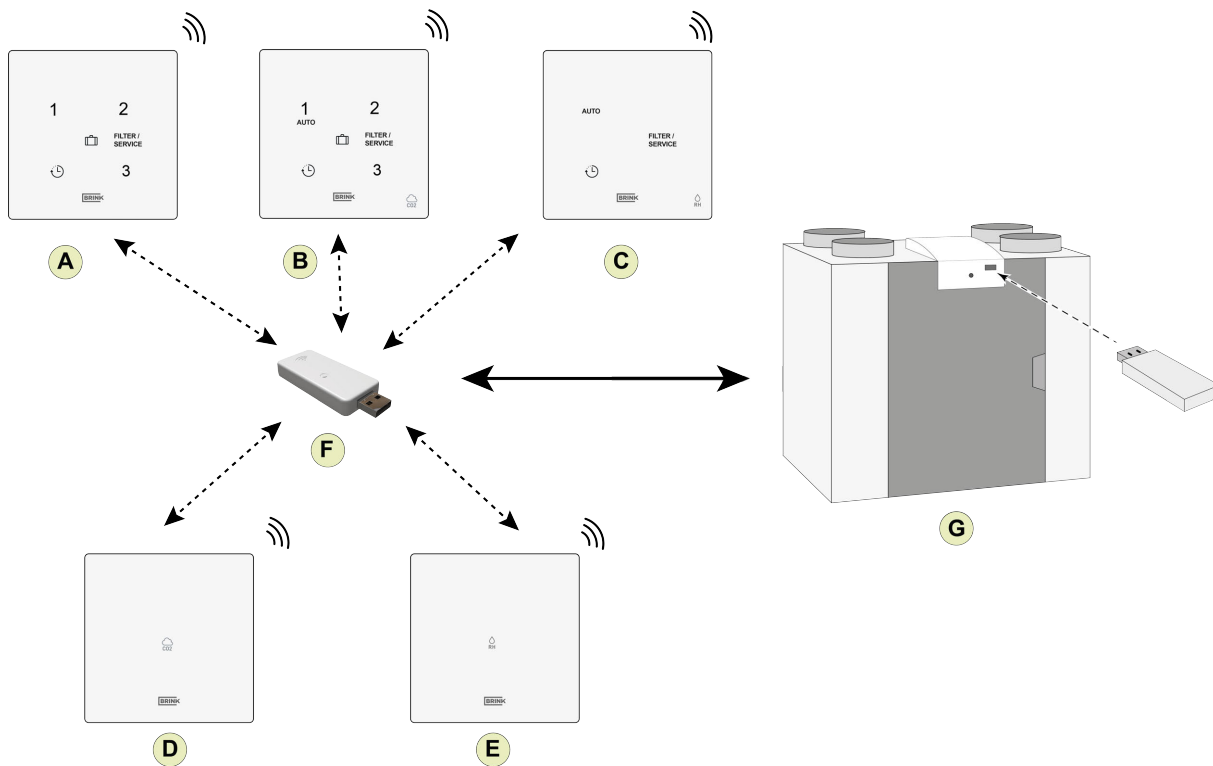 1
2
FILTER /
SERVICE
3
BRINK
A
1
AUTO
2
FILTER /
SERVICE
3
BRINK
CO2
B
AUTO
FILTER /
SERVICE
BRINK
RH
C
F
G
CO2
BRINK
D
RH
BRINK
E